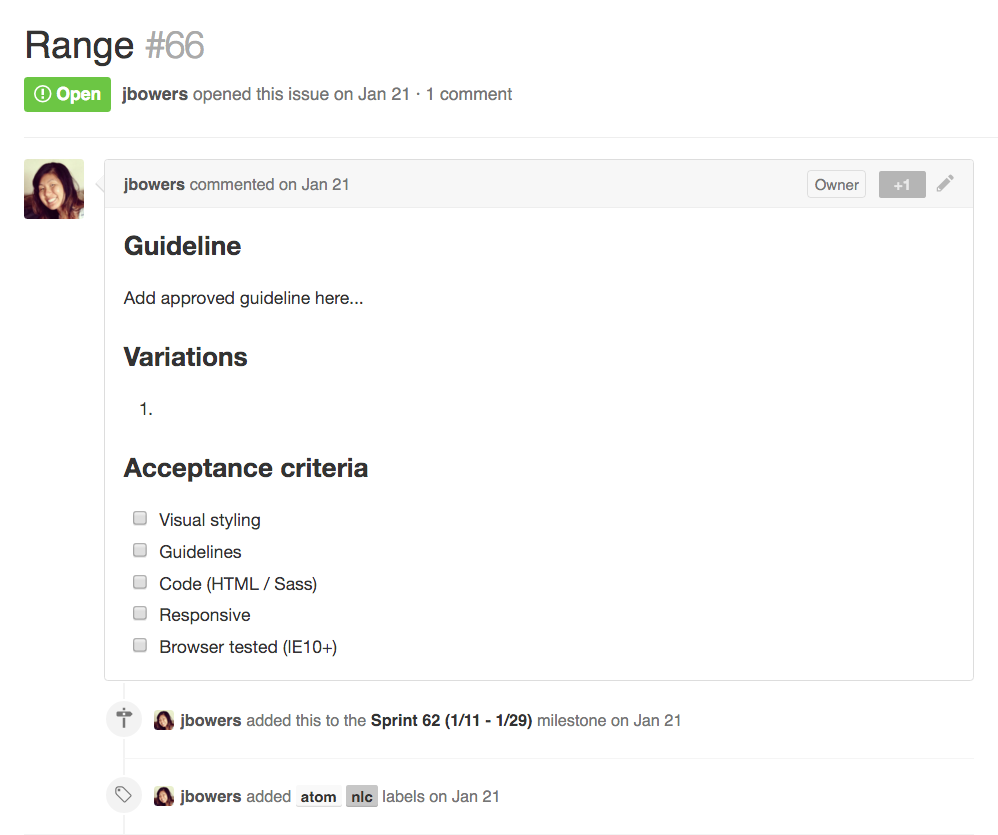 Range #66
Open jbowers opened this issue on Jan 21 · 1 comment
jbowers commented on Jan 21 Owner +1
Guideline
Add approved guideline here...
Variations
1.
Acceptance criteria
Visual styling
Guidelines
Code (HTML / Sass)
Responsive
Browser tested (IE10+)
jbowers added this to the Sprint 62 (1/11 - 1/29) milestone on Jan 21
jbowers added atom nlc labels on Jan 21